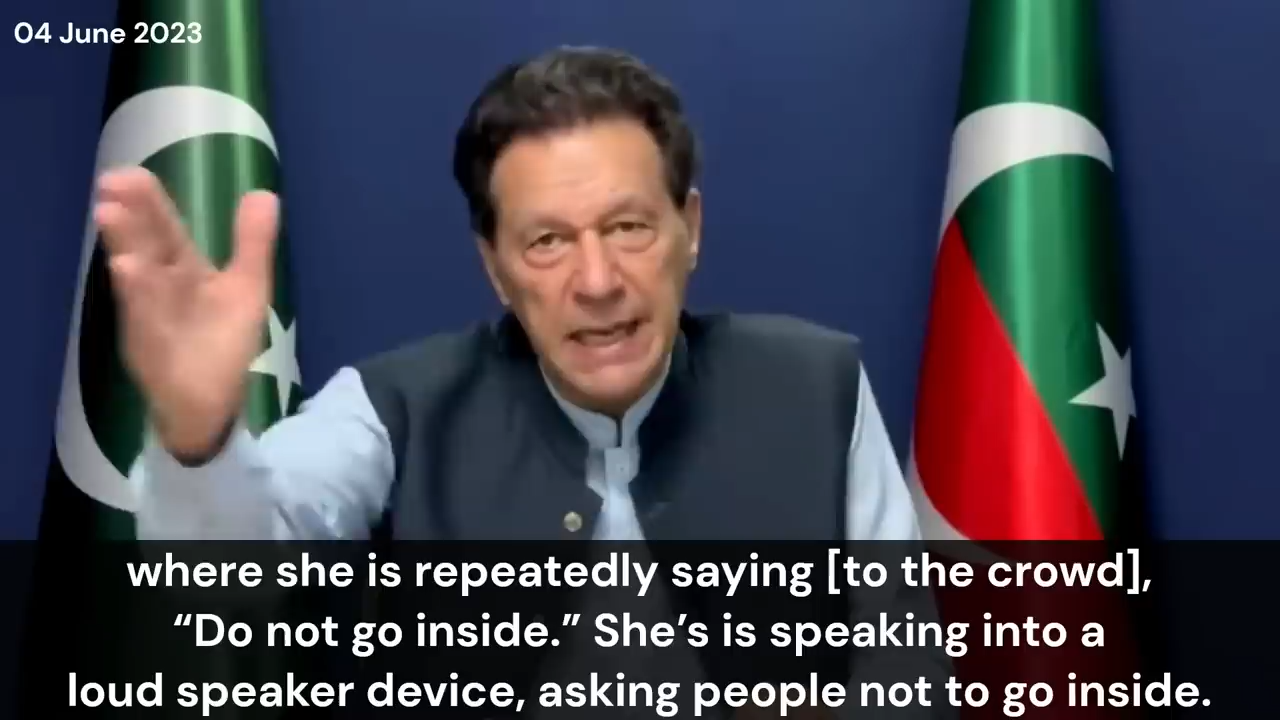 04 June 2023
where she is repeatedly saying [to the crowd],
“Do not go inside.” She’s is speaking into a
loud speaker device, asking people not to go inside.